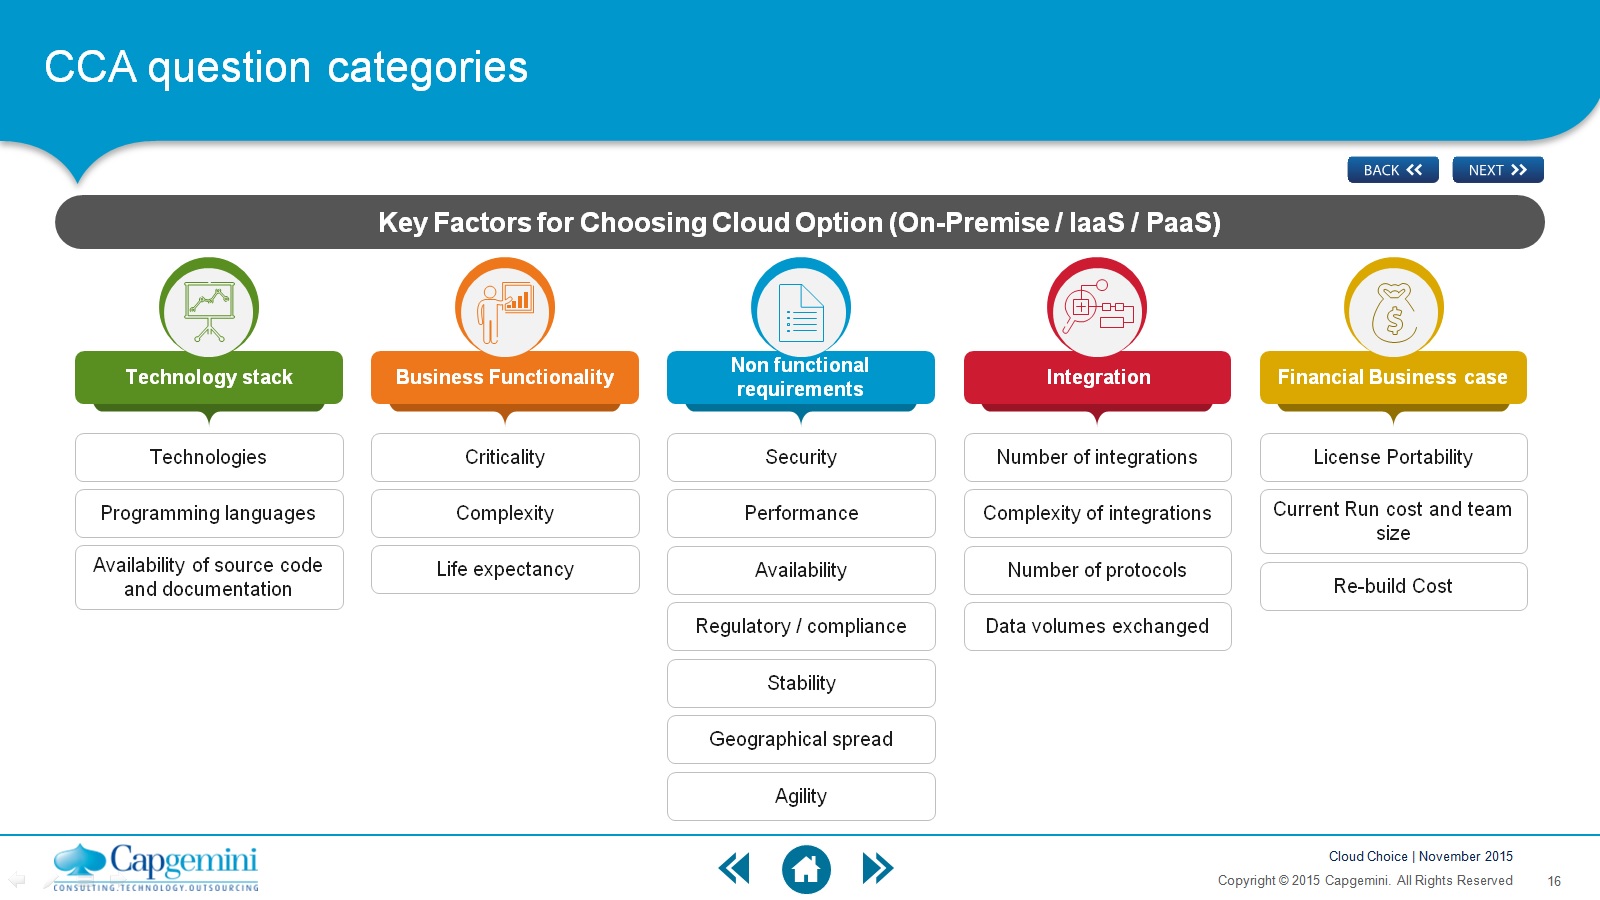 CCA question categories
BACK
NEXT
Key Factors for Choosing Cloud Option (On-Premise / IaaS / PaaS)
Technology stack
Technologies
Programming languages
Availability of source code
and documentation
Business Functionality
Criticality
Complexity
Life expectancy
Non functional
requirements
Security
Performance
Availability
Regulatory / compliance
Stability
Geographical spread
Agility
Integration
Number of integrations
Complexity of integrations
Number of protocols
Data volumes exchanged
$
Financial Business case
License Portability
Current Run cost and team
size
Re-build Cost
Capgemini
CONSULTING.TECHNOLOGY.OUTSOURCING
Cloud Choice | November 2015
Copyright © 2015 Capgemini. All Rights Reserved
16